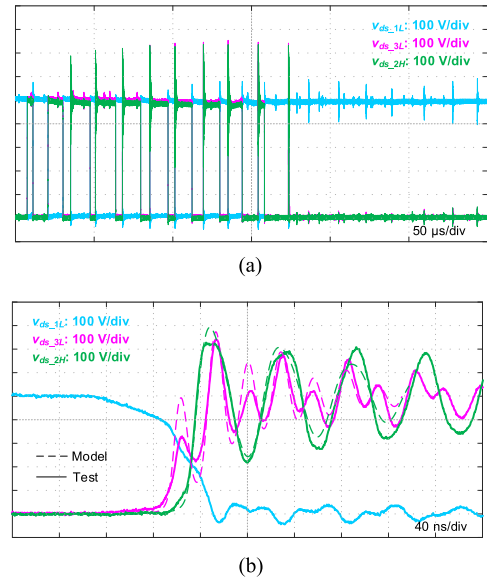 v_ds_1L: 100 V/div
v_ds_3L: 100 V/div
v_ds_2H: 100 V/div
50 µs/div
(a)
v_ds_1L: 100 V/div
v_ds_3L: 100 V/div
v_ds_2H: 100 V/div
Model
Test
40 ns/div
(b)